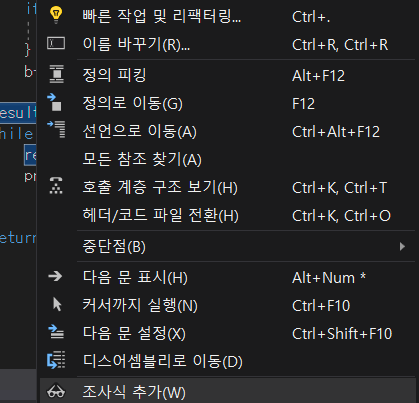 it
빠른 작업 및 리팩터링... Ctrl+.
이름 바꾸기(R)... Ctrl+R, Ctrl+R
}
정의 피킹 Alt+F12
정의로 이동(G) F12
esult
선언으로 이동(A) Ctrl+Alt+F12
hile
모든 참조 찾기(A)
re
호출 계층 구조 보기(H) Ctrl+K, Ctrl+T
헤더/코드 파일 전환(H) Ctrl+K, Ctrl+O
eturn
중단점(B)
다음 문 표시(H) Alt+Num *
커서까지 실행(N) Ctrl+F10
다음 문 설정(X) Ctrl+Shift+F10
디스어셈블리로 이동(D)
조사식 추가(W)